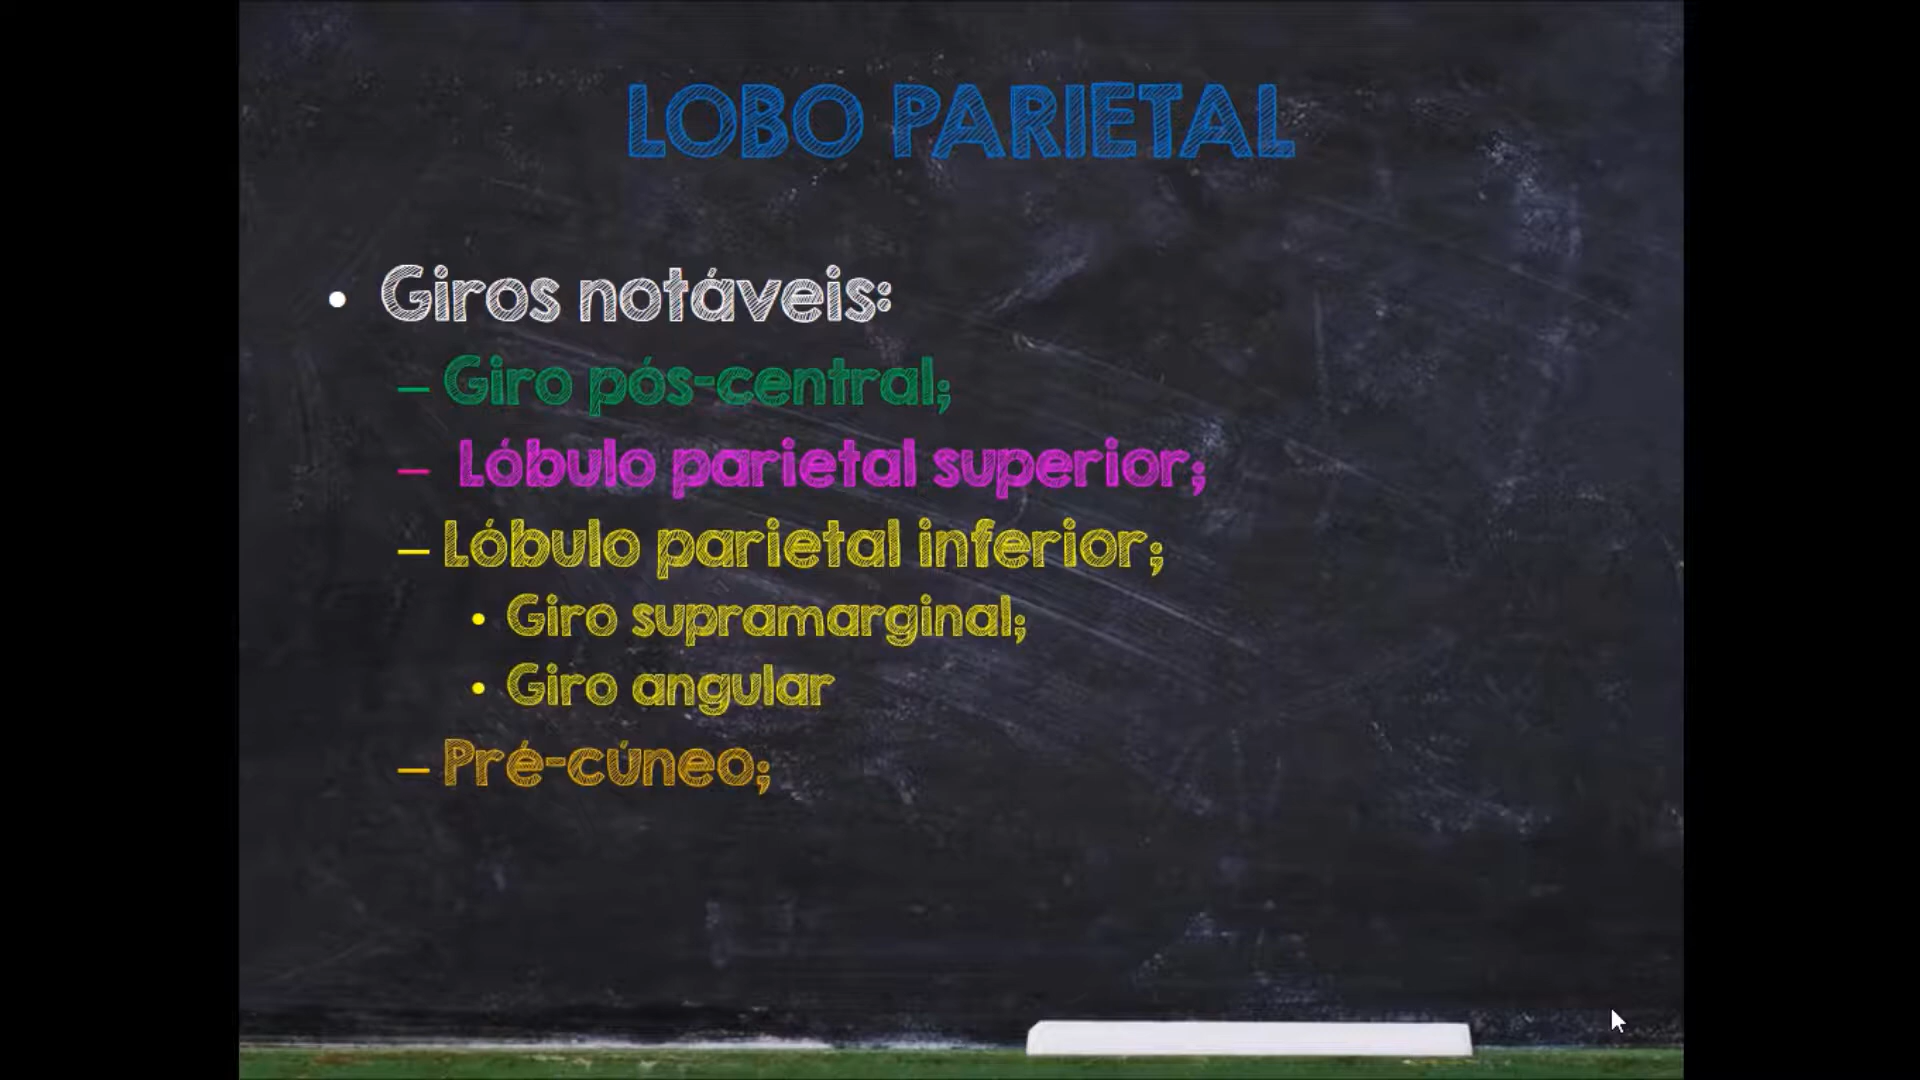 LOBO PARIETAL
• Giros notáveis:
– Giro pós-central;
– Lóbulo parietal superior;
– Lóbulo parietal inferior;
• Giro supramarginal;
• Giro angular
– Pré-cúneo;